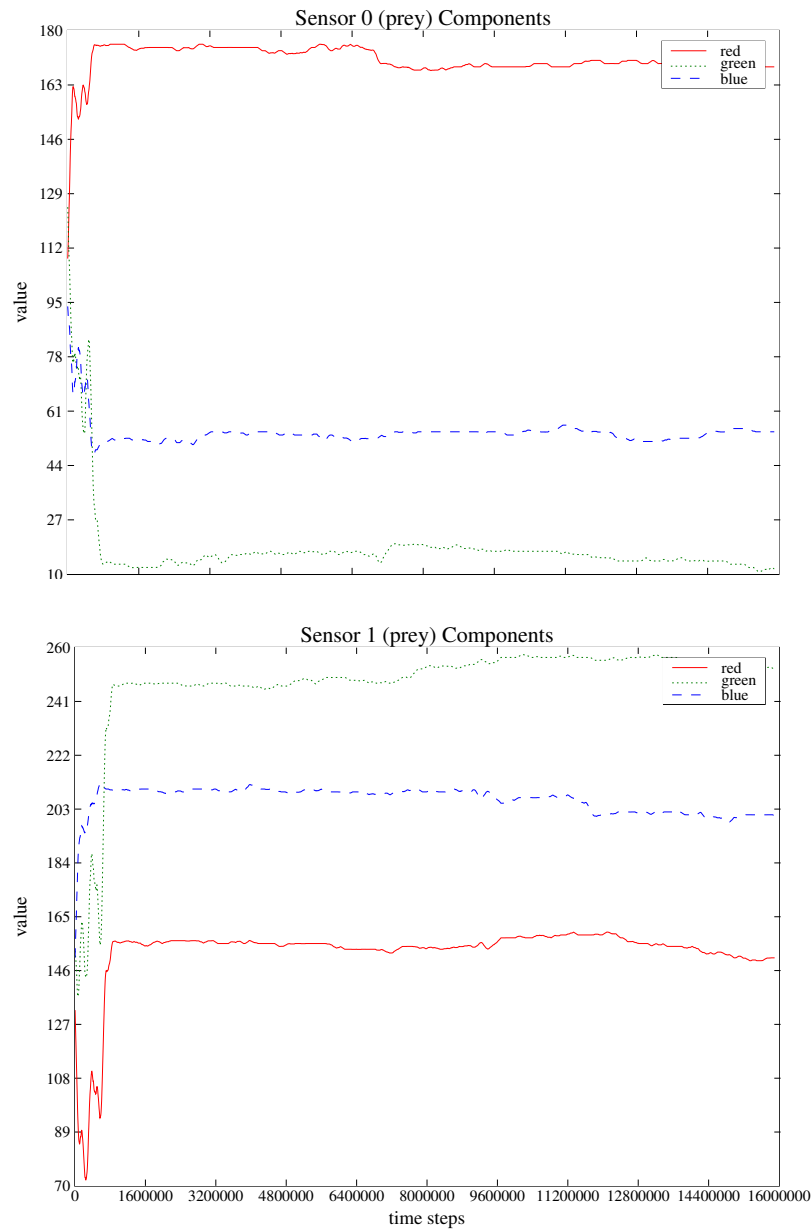 Sensor 0 (prey) Components
180
163
146
129
112
95
78
61
44
27
10
value
red
green
blue
Sensor 1 (prey) Components
260
241
222
203
184
165
146
127
108
89
70
value
red
green
blue
0 1600000 3200000 4800000 6400000 8000000 9600000 11200000 12800000 14400000 16000000
time steps